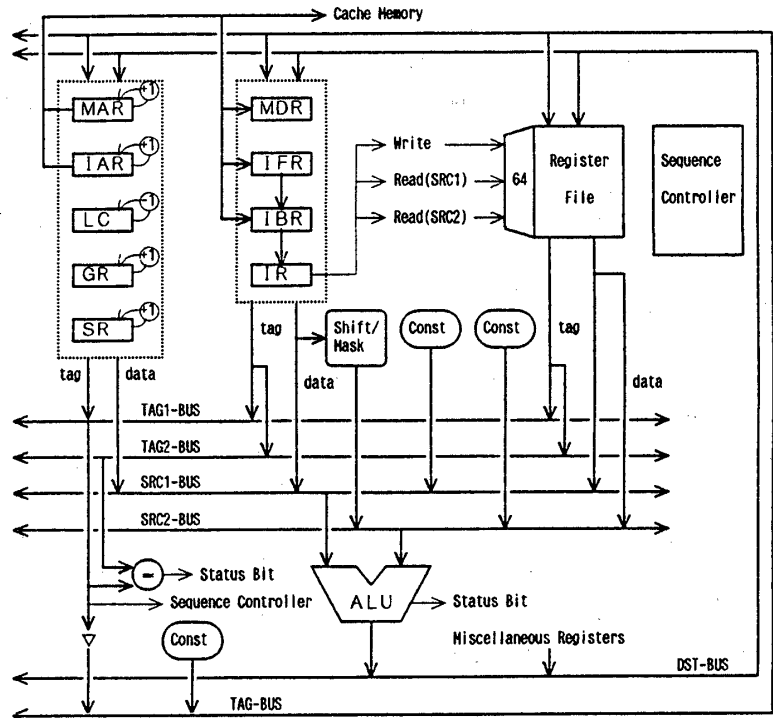 Cache Memory
MAR
+1
MDR
IAR
+1
IFR
LC
+1
IBR
GR
+1
IR
SR
+1
Write
Read(SRC1)
Read(SRC2)
64
Register
File
Sequence
Controller
tag
data
tag
data
Shift/
Mask
Const
Const
tag
data
TAG1-BUS
TAG2-BUS
SRC1-BUS
SRC2-BUS
=
Status Bit
Sequence Controller
ALU
Status Bit
Const
Miscellaneous Registers
DST-BUS
TAG-BUS